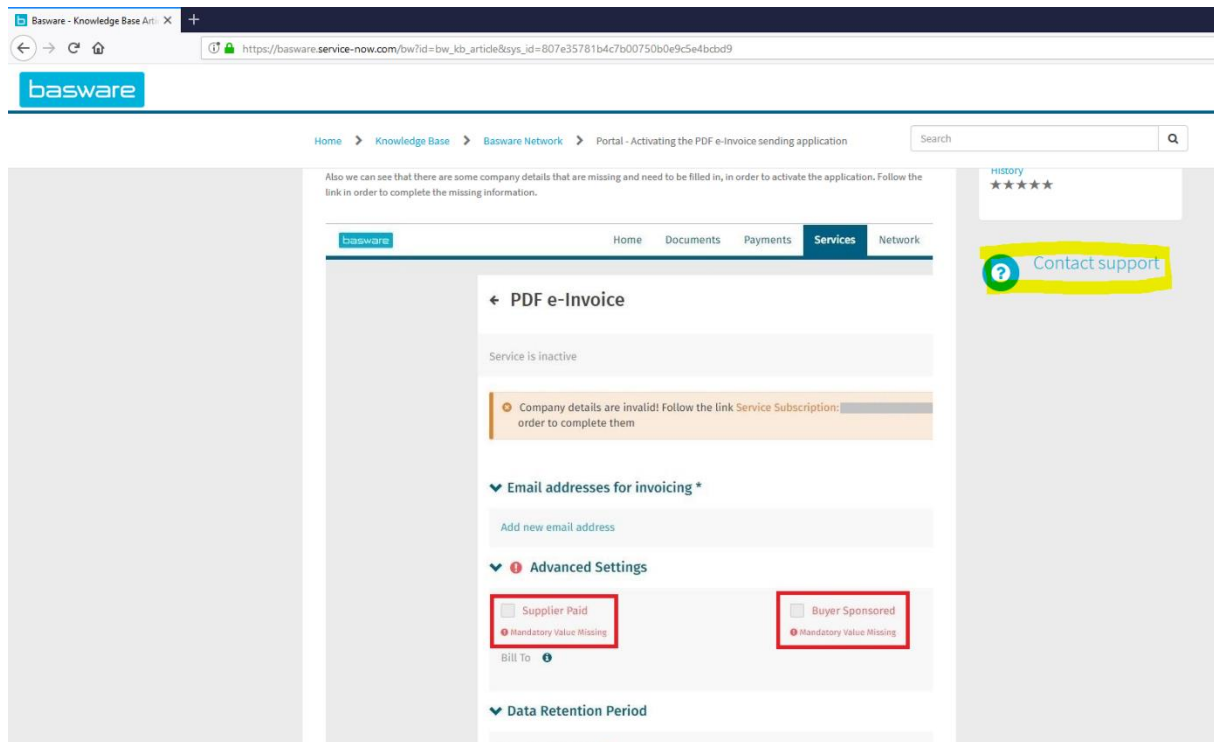 Basware - Knowledge Base Arti
https://basware.service-now.com/bw?id=bw_kb_article&sys_id=807e35781b4c7b00750b0e9c5e4bcbd9
basware
Home > Knowledge Base > Basware Network > Portal - Activating the PDF e-Invoice sending application
Search
History
Also we can see that there are some company details that are missing and need to be filled in, in order to activate the application. Follow the
link in order to complete the missing information.
Contact support
basware
Home Documents Payments Services Network
PDF e-Invoice
Service is inactive
Company details are invalid! Follow the link Service Subscription:
order to complete them
Email addresses for invoicing *
Add new email address
Advanced Settings
Supplier Paid Buyer Sponsored
Mandatory Value Missing Mandatory Value Missing
Bill To
Data Retention Period